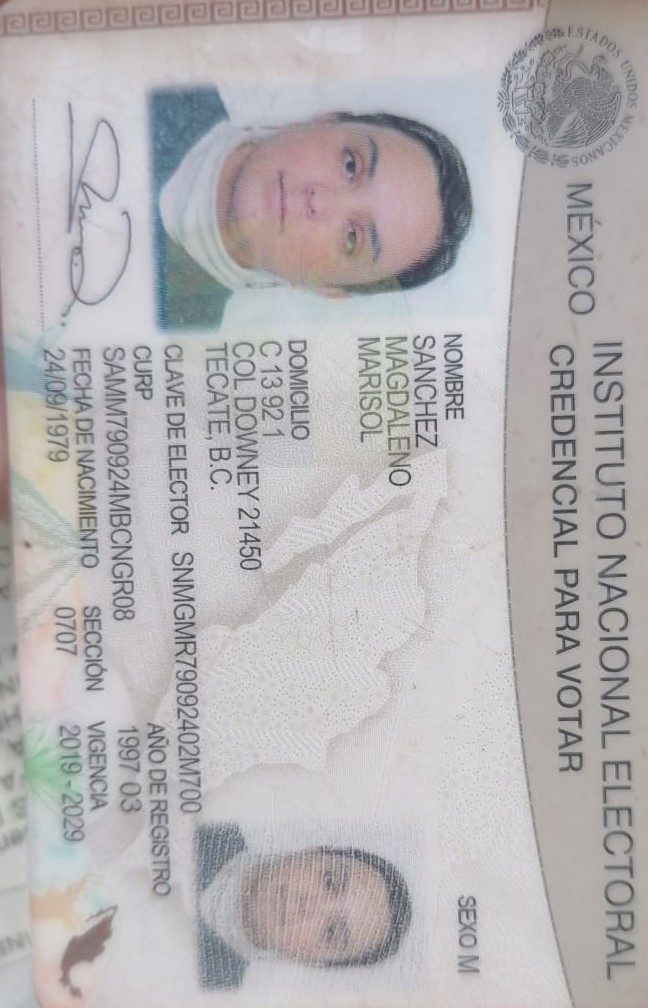 ESTADOS UNIDOS MEXICANOS
MÉXICO
INSTITUTO NACIONAL ELECTORAL
CREDENCIAL PARA VOTAR
SEXO M
NOMBRE
SANCHEZ
MAGDALENO
MARISOL
DOMICILIO
C 13 92 1
COL DOWNEY 21450
TECATE, B.C.
CLAVE DE ELECTOR SNMGMR79092402M700
CURP
SAMM790924MBCNGR08
AÑO DE REGISTRO
1997 03
FECHA DE NACIMIENTO
24/09/1979
SECCIÓN
0707
VIGENCIA
2019 - 2029